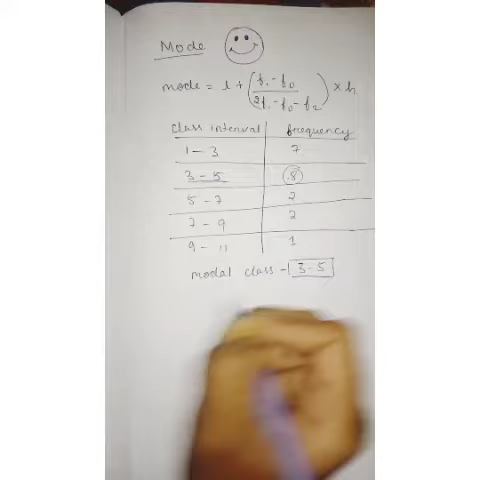 Mode
mode = l + (f₁ - f₀ / 2f₁ - f₀ - f₂) × h
class interval frequency
1 - 3 7
3 - 5 8
5 - 7 2
7 - 9 2
9 - 11 1
modal class - 3 - 5